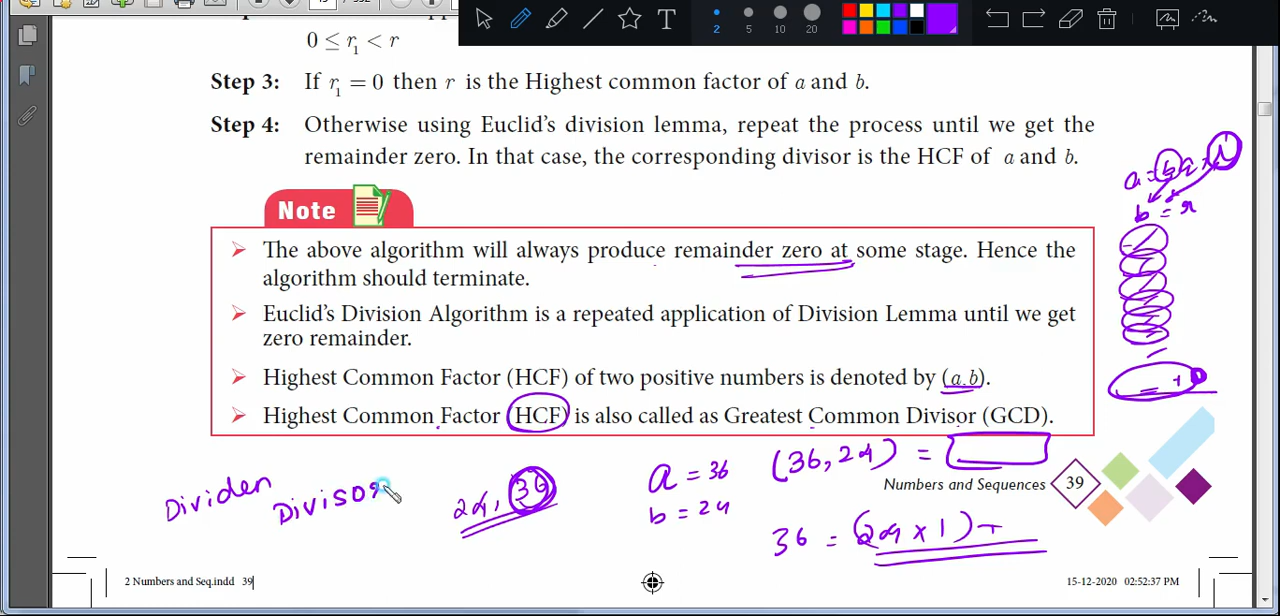 2
5
10
20
0 ≤ r₁ < r
Step 3: If r₁ = 0 then r is the Highest common factor of a and b.
Step 4: Otherwise using Euclid's division lemma, repeat the process until we get the
remainder zero. In that case, the corresponding divisor is the HCF of a and b.
b = r
Note
The above algorithm will always produce remainder zero at some stage. Hence the
algorithm should terminate.
Euclid's Division Algorithm is a repeated application of Division Lemma until we get
zero remainder.
Highest Common Factor (HCF) of two positive numbers is denoted by (a,b).
Highest Common Factor (HCF) is also called as Greatest Common Divisor (GCD).
Dividen
Divisor
24, 36
a = 36
b = 24
(36, 24) =
Numbers and Sequences 39
36 = (24 x 1) +
2 Numbers and Seq.indd 39
15-12-2020 02:52:37 PM